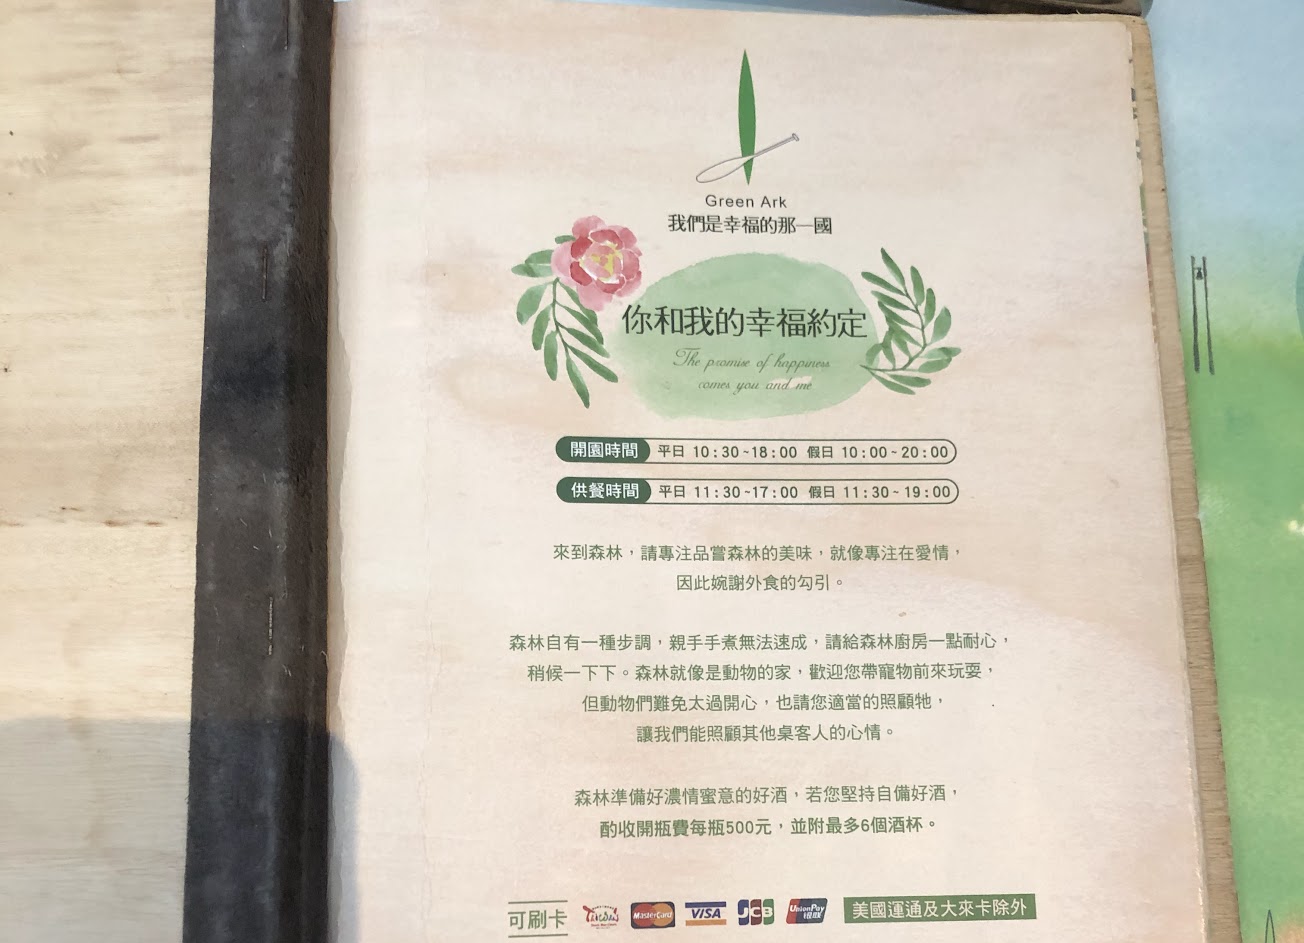 Green Ark
我們是幸福的那一國
你和我的幸福約定
The promise of happiness
comes you and me
開園時間 平日 10:30~18:00 假日 10:00~20:00
供餐時間 平日 11:30~17:00 假日 11:30~19:00
來到森林，請專注品嘗森林的美味，就像專注在愛情，
因此婉謝外食的勾引。
森林自有一種步調，親手手煮無法速成，請給森林廚房一點耐心，
稍候一下下。森林就像是動物的家，歡迎您帶寵物前來玩耍，
但動物們難免太過開心，也請您適當的照顧牠，
讓我們能照顧其他桌客人的心情。
森林準備好濃情蜜意的好酒，若您堅持自備好酒，
酌收開瓶費每瓶500元，並附最多6個酒杯。
可刷卡 MasterCard VISA JCB UnionPay 银联 美國運通及大來卡除外